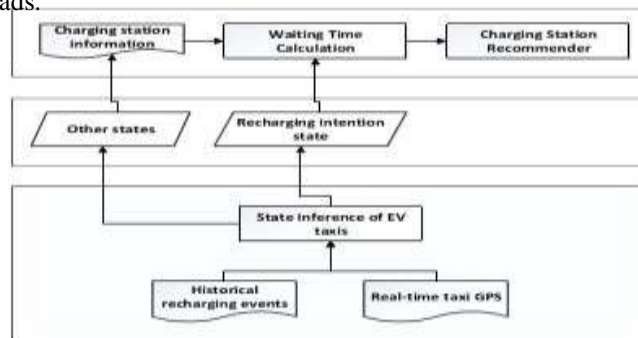 ads.
Charging station
information
Waiting Time
Calculation
Charging Station
Recommender
Other states
Recharging intention
state
State inference of EV
taxis
Historical
recharging events
Real-time taxi GPS